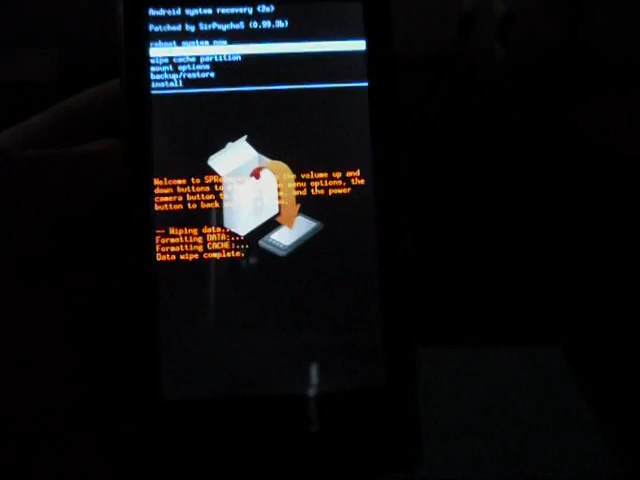 Android system recovery (2e)
Patched by SirPsychoS (0.99.3b)
reboot system now
wipe cache partition
mount options
backup/restore
install
Welcome to the volume up and
down buttons to menu options, the
camera button to and the power
button to back
-- Wiping data...
Formatting DATA:...
Formatting CACHE:...
Data wipe complete.